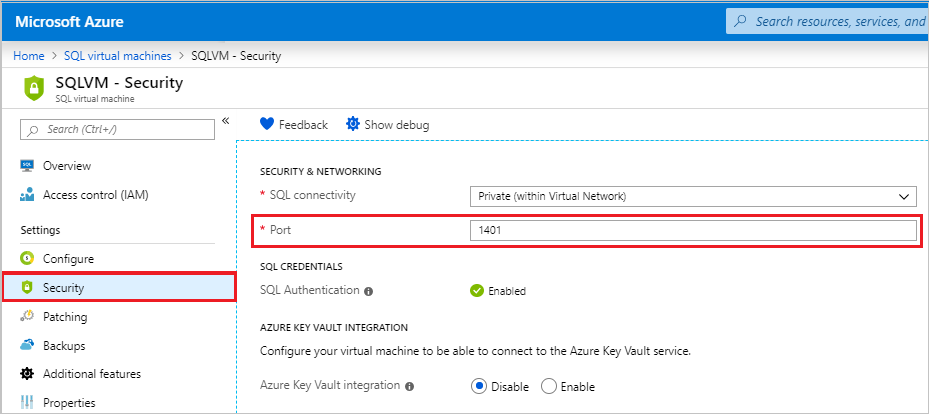 Microsoft Azure
Search resources, services, and
Home > SQL virtual machines > SQLVM - Security
SQLVM - Security
SQL virtual machine
Search (Ctrl+/)
«
Feedback
Show debug
SQL
Overview
Access control (IAM)
Settings
Configure
Security
Patching
Backups
Additional features
Properties
SECURITY & NETWORKING
* SQL connectivity
Private (within Virtual Network)
* Port
1401
SQL CREDENTIALS
SQL Authentication
Enabled
AZURE KEY VAULT INTEGRATION
Configure your virtual machine to be able to connect to the Azure Key Vault service.
Azure Key Vault integration
Disable
Enable